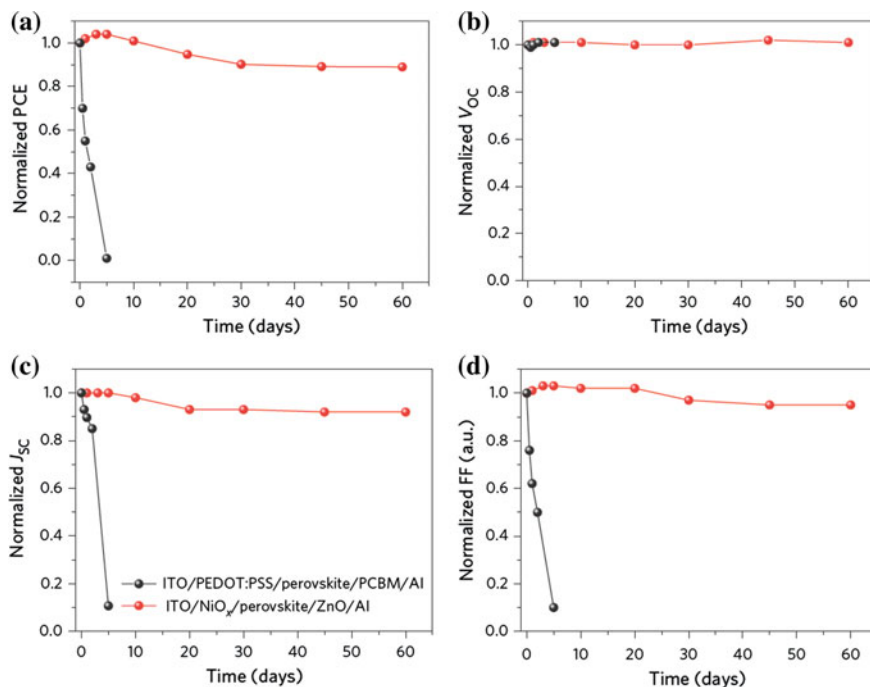 (a)
Normalized PCE
1.0
0.8
0.6
0.4
0.2
0.0
0 10 20 30 40 50 60
Time (days)
(b)
Normalized VOC
1.0
0.8
0.6
0.4
0.2
0.0
0 10 20 30 40 50 60
Time (days)
(c)
Normalized JSC
1.0
0.8
0.6
0.4
0.2
0.0
ITO/PEDOT:PSS/perovskite/PCBM/Al
ITO/NiOx/perovskite/ZnO/Al
0 10 20 30 40 50 60
Time (days)
(d)
Normalized FF (a.u.)
1.0
0.8
0.6
0.4
0.2
0.0
0 10 20 30 40 50 60
Time (days)